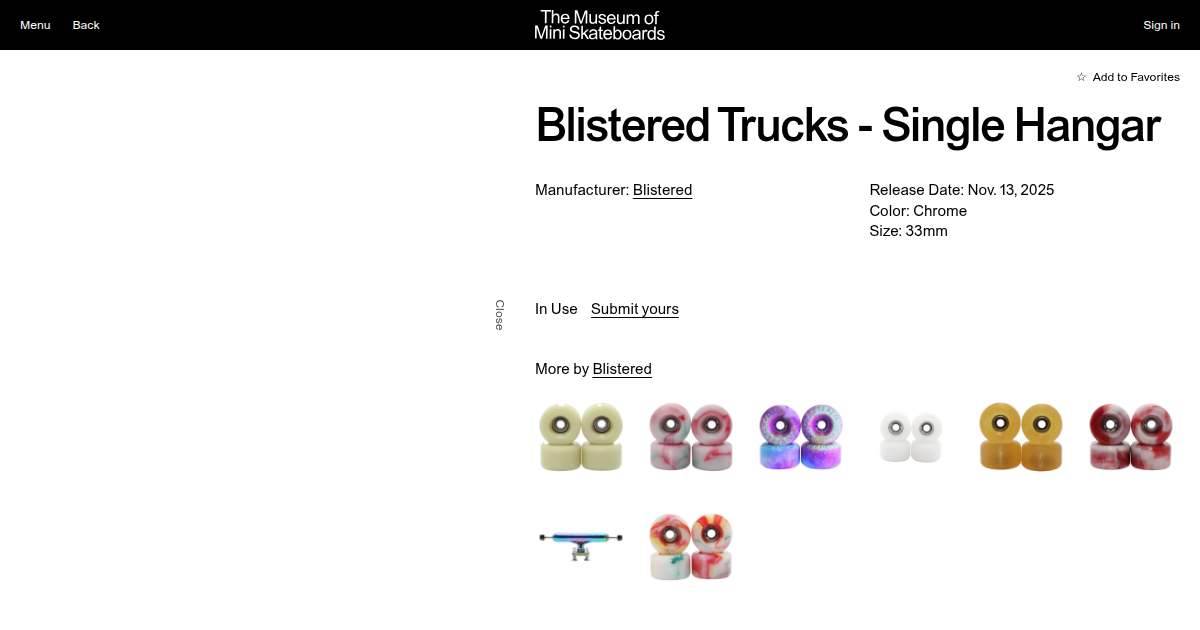 Menu
Back
The Museum of
Mini Skateboards
Sign in
☆ Add to Favorites
Blistered Trucks - Single Hangar
Manufacturer: Blistered
Release Date: Nov. 13, 2025
Color: Chrome
Size: 33mm
Close
In Use
Submit yours
More by Blistered